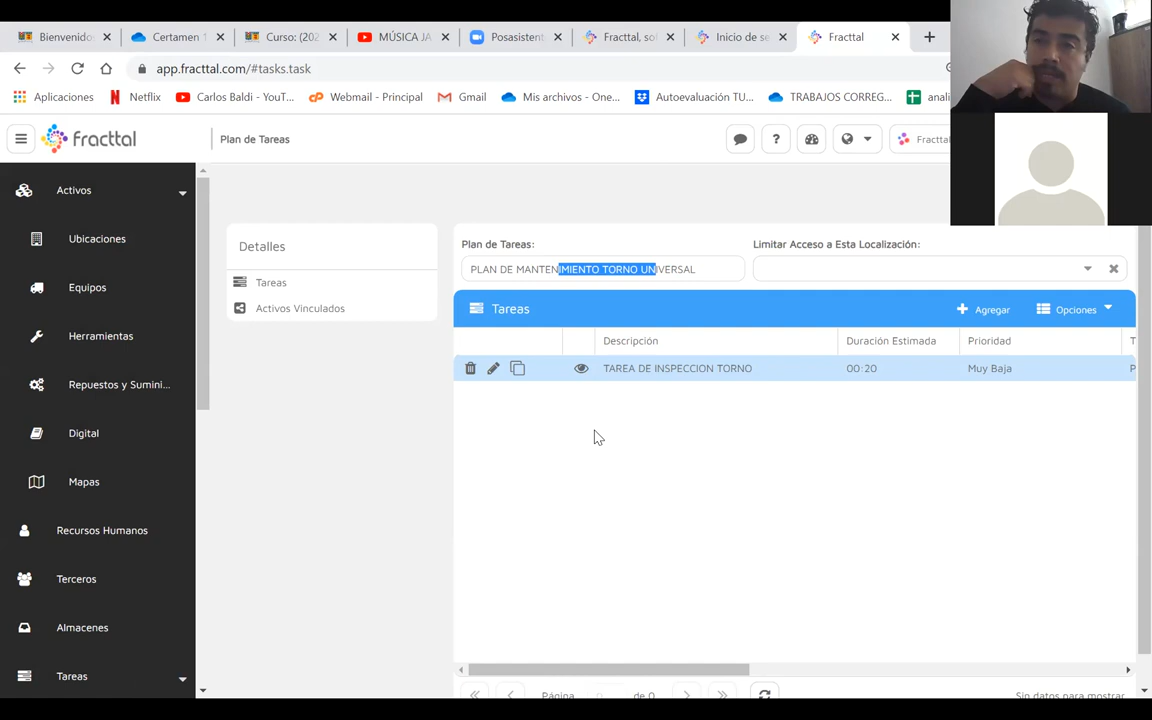 Bienvenido
Certamen 1
Curso: (202
MÚSICA JA
Posasistent
Fracttal, so
Inicio de se
Fracttal
app.fracttal.com/#tasks.task
Aplicaciones
Netflix
Carlos Baldi - YouT...
Webmail - Principal
Gmail
Mis archivos - One...
Autoevaluación TU...
TRABAJOS CORREG...
anali
fracttal
Plan de Tareas
?
Fracttal
Activos
Ubicaciones
Equipos
Herramientas
Repuestos y Sumini...
Digital
Mapas
Recursos Humanos
Terceros
Almacenes
Tareas
Detalles
Tareas
Activos Vinculados
Plan de Tareas:
Limitar Acceso a Esta Localización:
PLAN DE MANTENIMIENTO TORNO UNIVERSAL
Tareas
Agregar
Opciones
Descripción
Duración Estimada
Prioridad
T
TAREA DE INSPECCION TORNO
00:20
Muy Baja
P
Página
0
de 0
Sin datos para mostrar